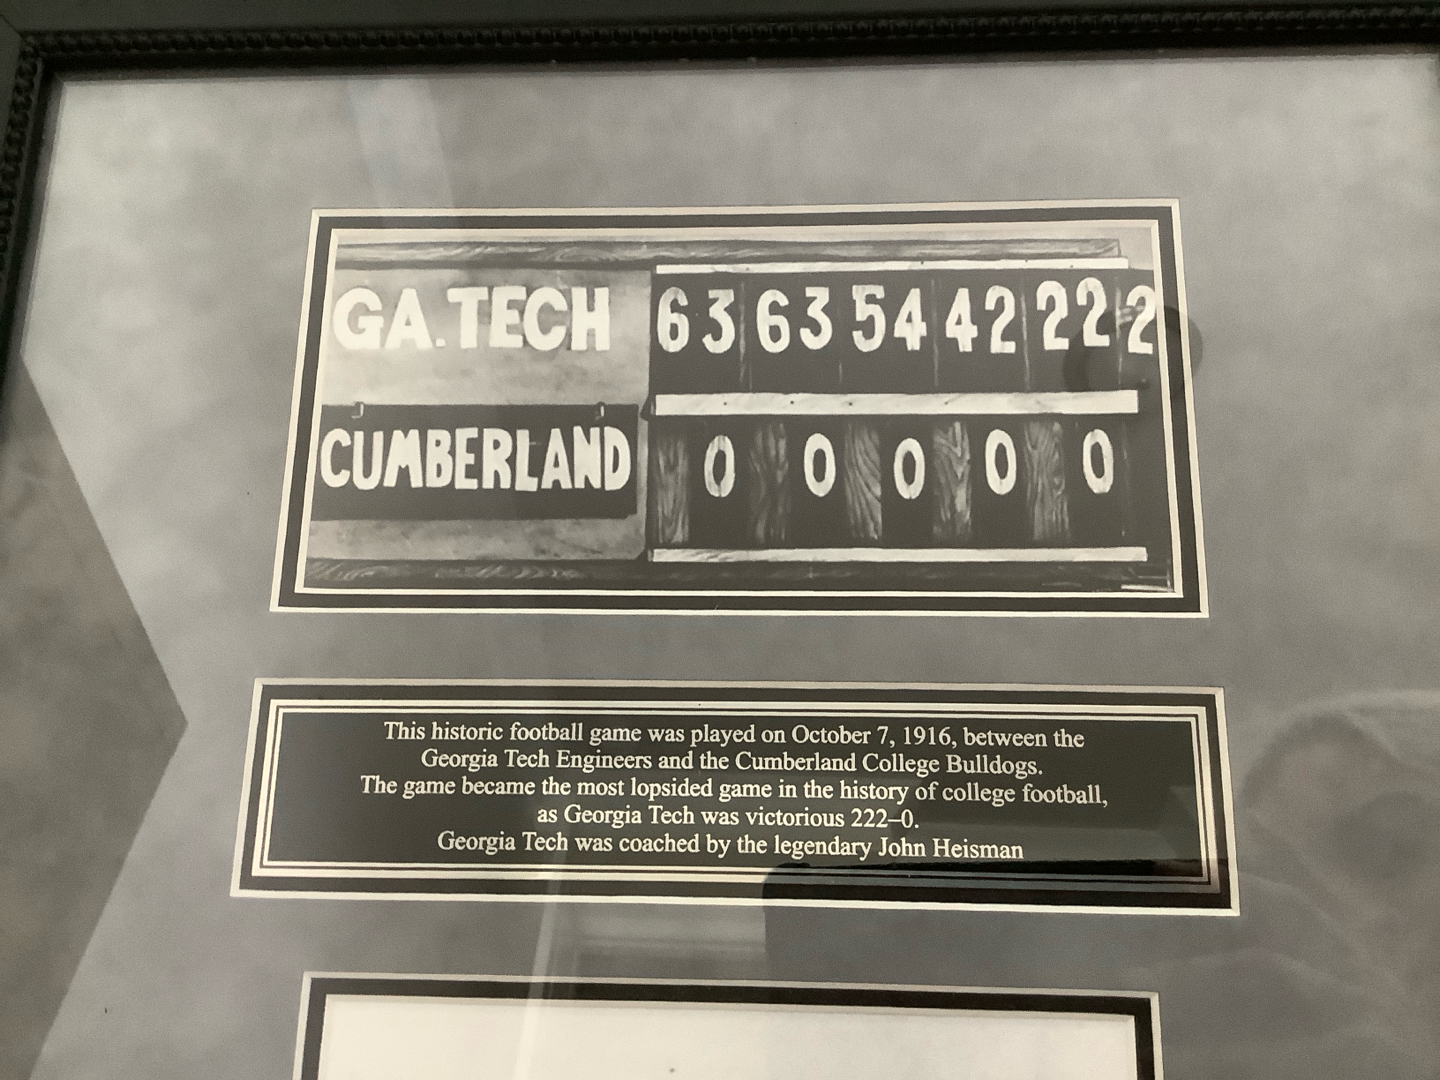 GA.TECH 63 63 54 42 222
CUMBERLAND 0 0 0 0 0
This historic football game was played on October 7, 1916, between the
Georgia Tech Engineers and the Cumberland College Bulldogs.
The game became the most lopsided game in the history of college football,
as Georgia Tech was victorious 222–0.
Georgia Tech was coached by the legendary John Heisman